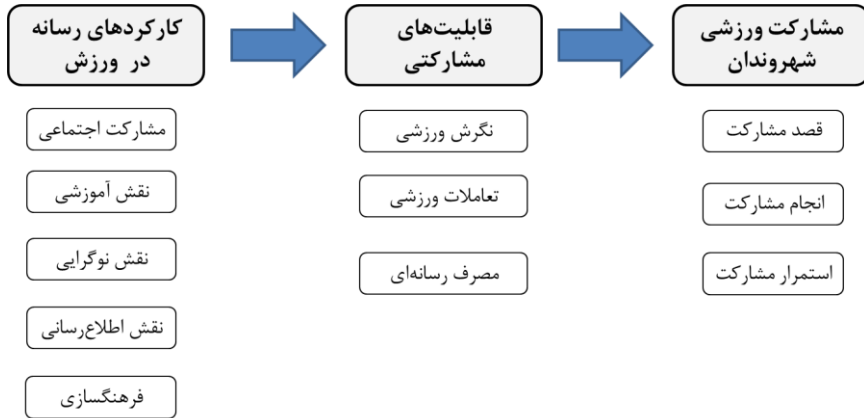 کارکردهای رسانه
در ورزش
مشارکت اجتماعی
نقش آموزشی
نقش نوگرایی
نقش اطلاع‌رسانی
فرهنگسازی
قابلیت‌های
مشارکتی
نگرش ورزشی
تعاملات ورزشی
مصرف رسانه‌ای
مشارکت ورزشی
شهروندان
قصد مشارکت
انجام مشارکت
استمرار مشارکت